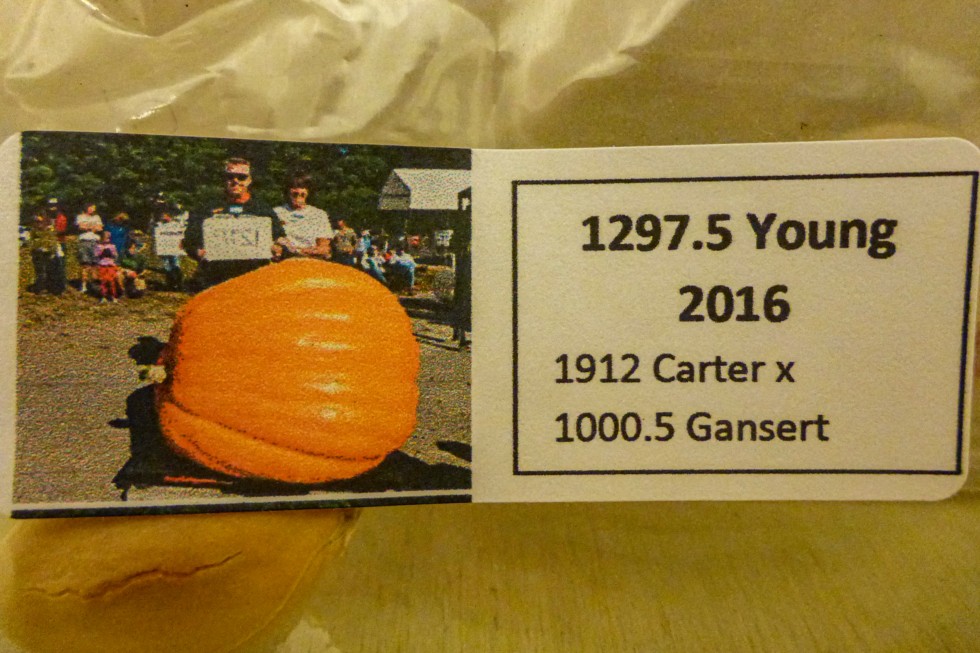 1297.5 Young
2016
1912 Carter x
1000.5 Gansert